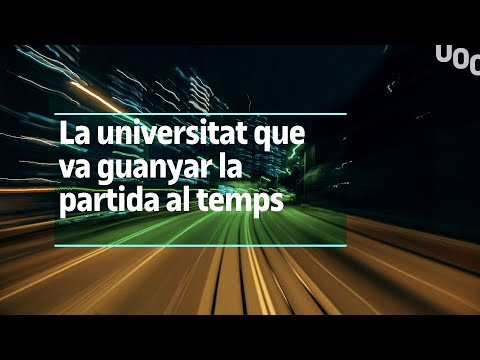 UOC
La universitat que
va guanyar la
partida al temps